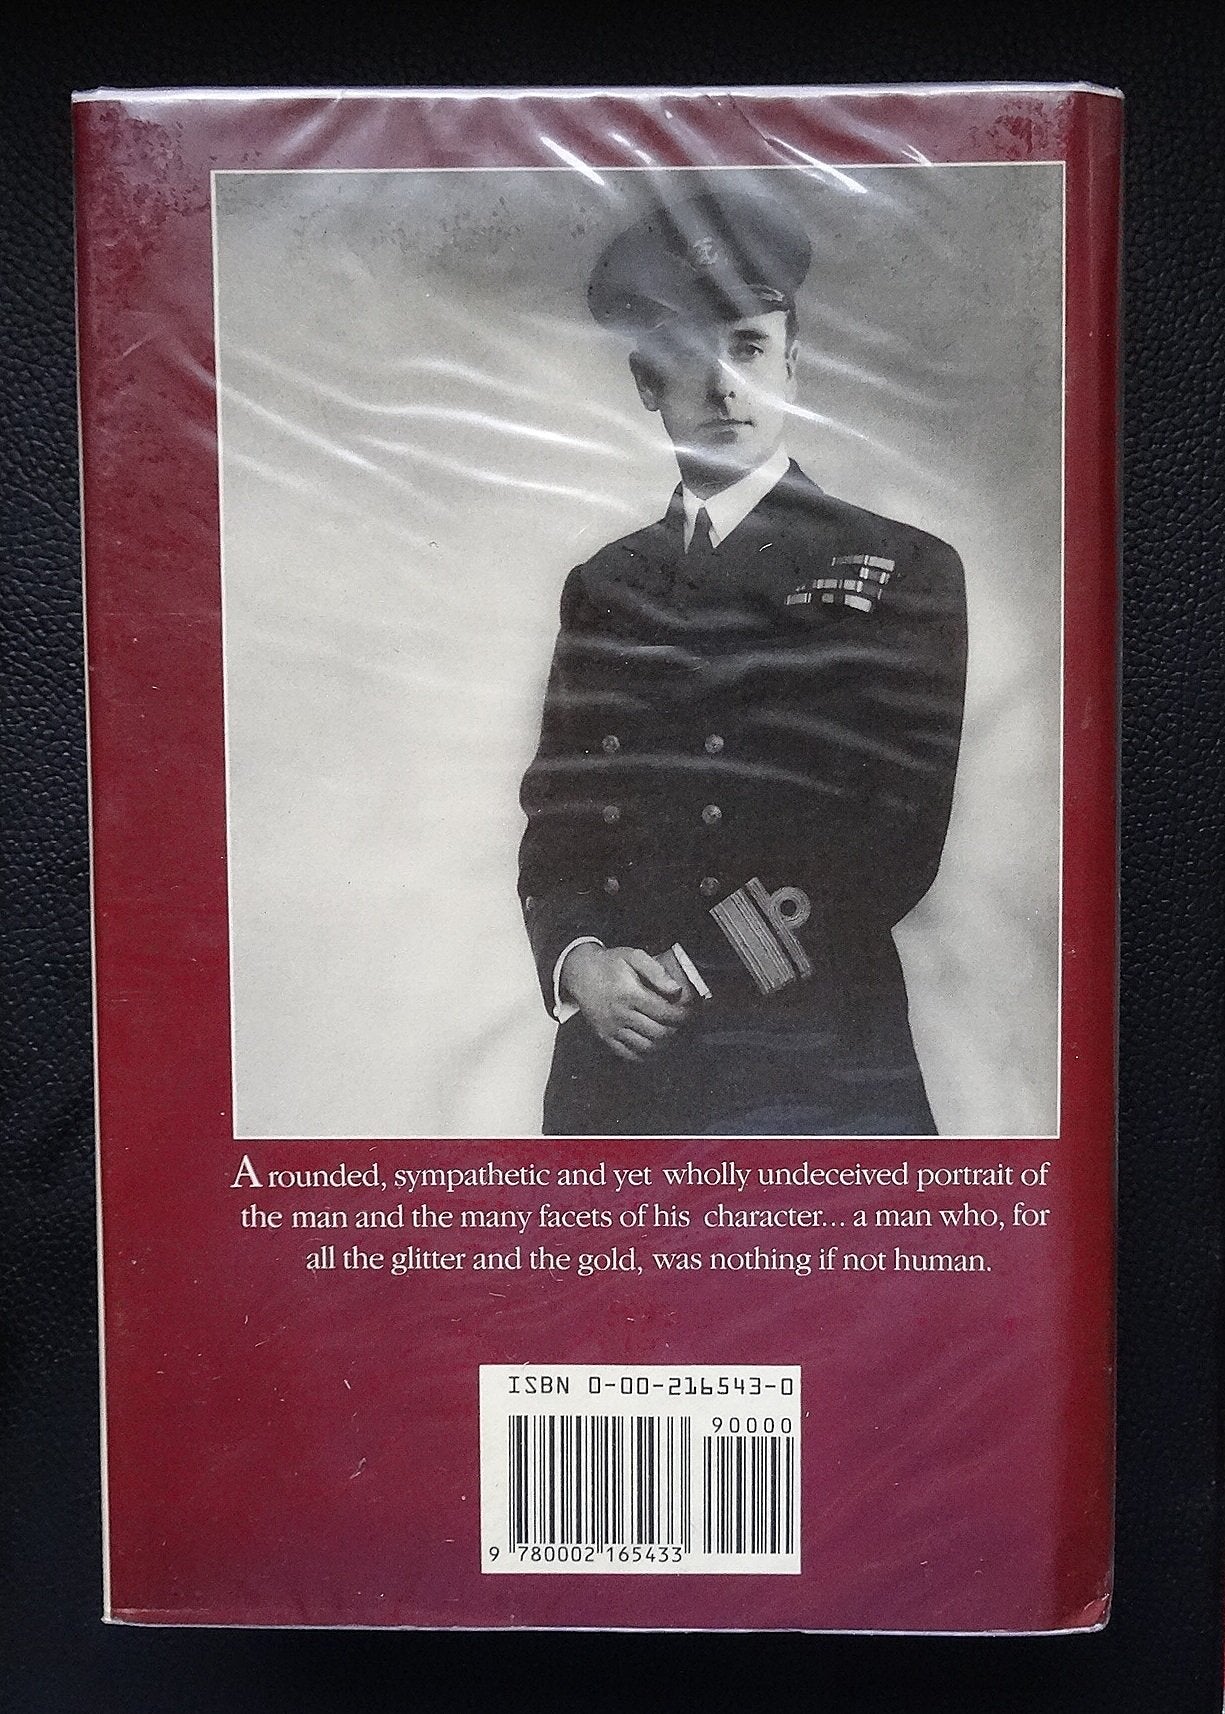 A rounded, sympathetic and yet wholly undeceived portrait of
the man and the many facets of his character... a man who, for
all the glitter and the gold, was nothing if not human.
ISBN 0-00-216543-0
90000
9 780002 165433